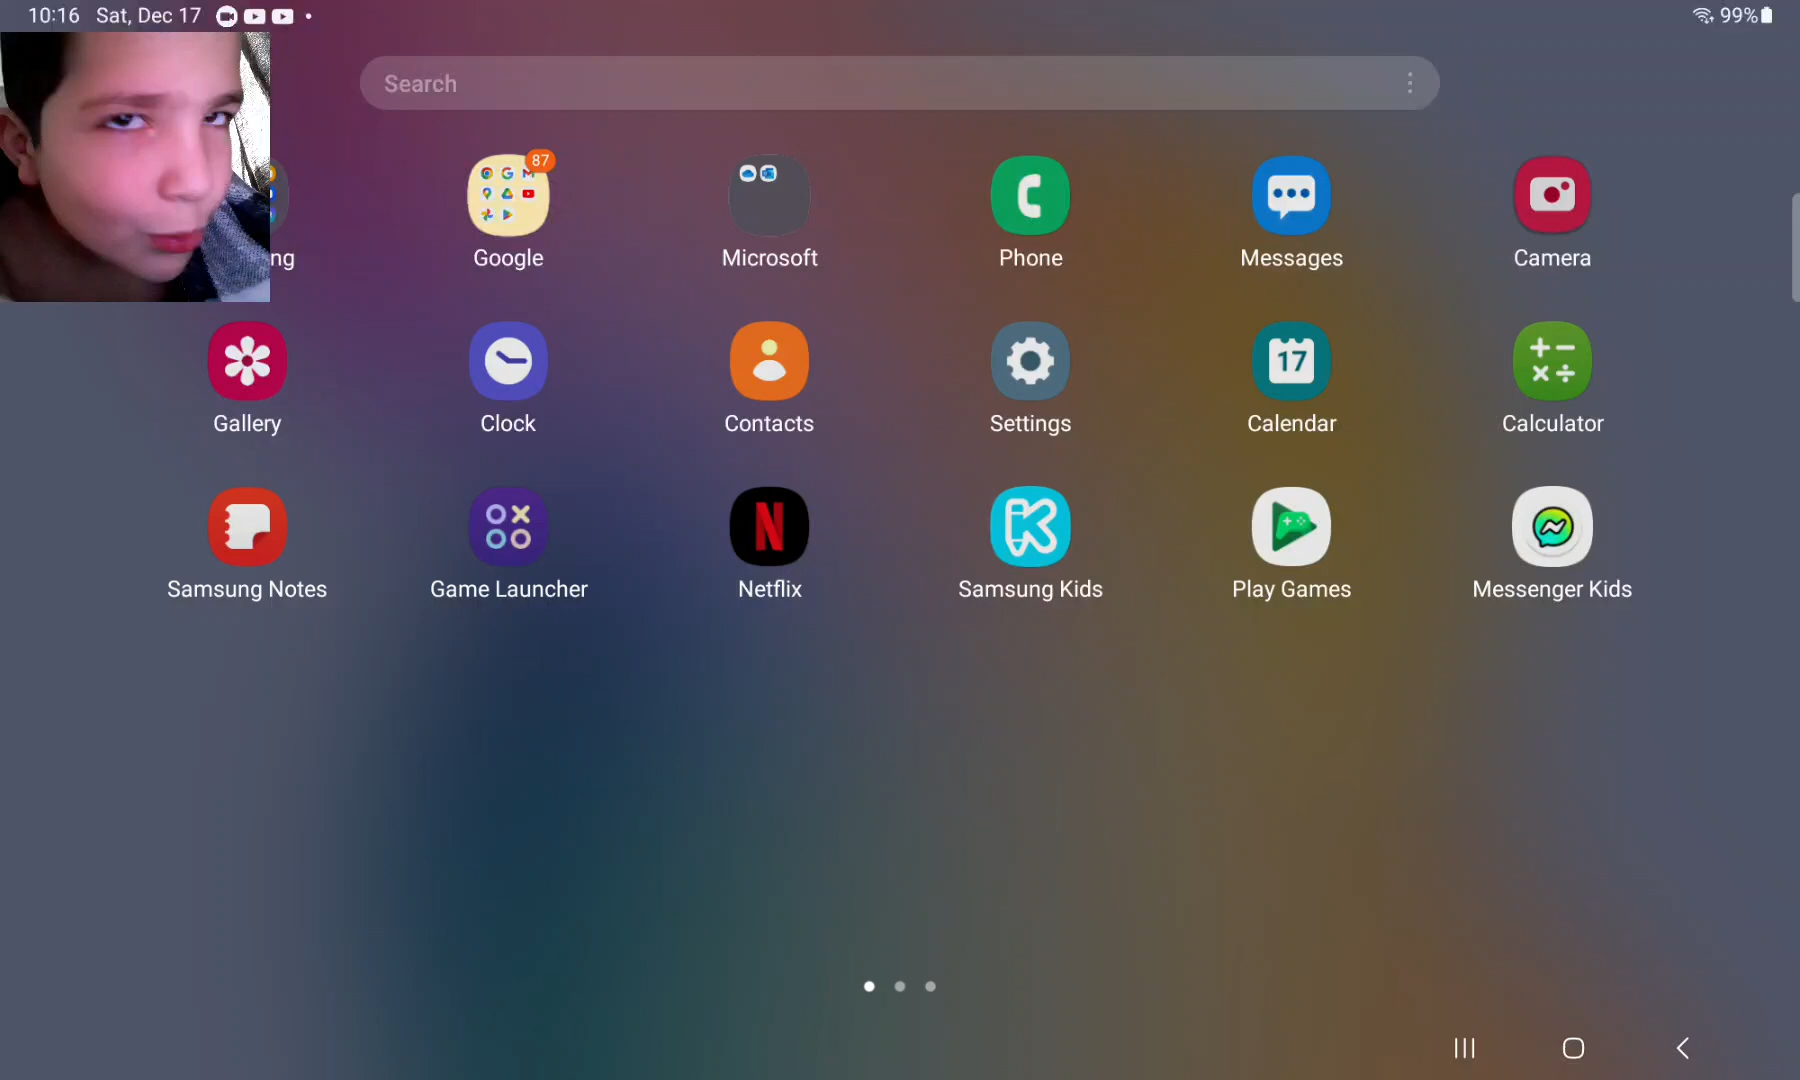 10:16 Sat, Dec 17
99%
Search
ng
87
Google
Microsoft
Phone
Messages
Camera
17
Gallery
Clock
Contacts
Settings
Calendar
Calculator
N
K
Samsung Notes
Game Launcher
Netflix
Samsung Kids
Play Games
Messenger Kids